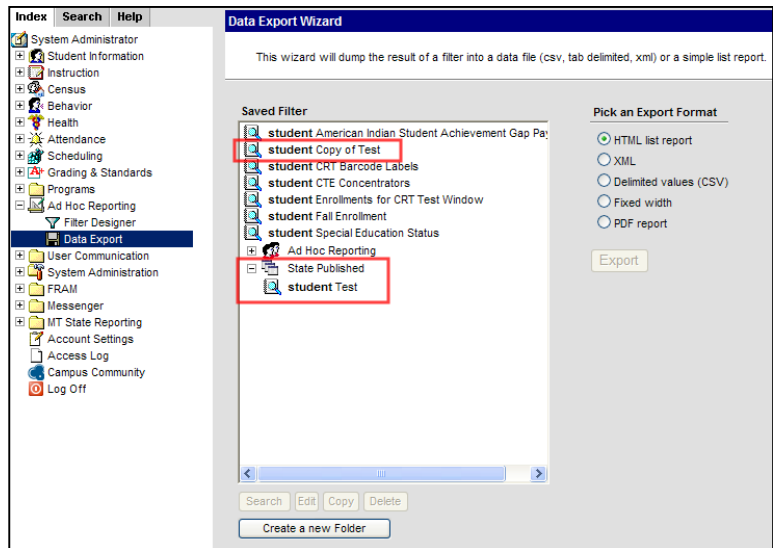 Index Search Help
System Administrator
Student Information
Instruction
Census
Behavior
Health
Attendance
Scheduling
Grading & Standards
Programs
Ad Hoc Reporting
Filter Designer
Data Export
User Communication
System Administration
FRAM
Messenger
MT State Reporting
Account Settings
Access Log
Campus Community
Log Off
Data Export Wizard
This wizard will dump the result of a filter into a data file (csv, tab delimited, xml) or a simple list report.
Saved Filter
student American Indian Student Achievement Gap Pa
student Copy of Test
student CRT Barcode Labels
student CTE Concentrators
student Enrollments for CRT Test Window
student Fall Enrollment
student Special Education Status
Ad Hoc Reporting
State Published
student Test
Search Edit Copy Delete
Create a new Folder
Pick an Export Format
HTML list report
XML
Delimited values (CSV)
Fixed width
PDF report
Export